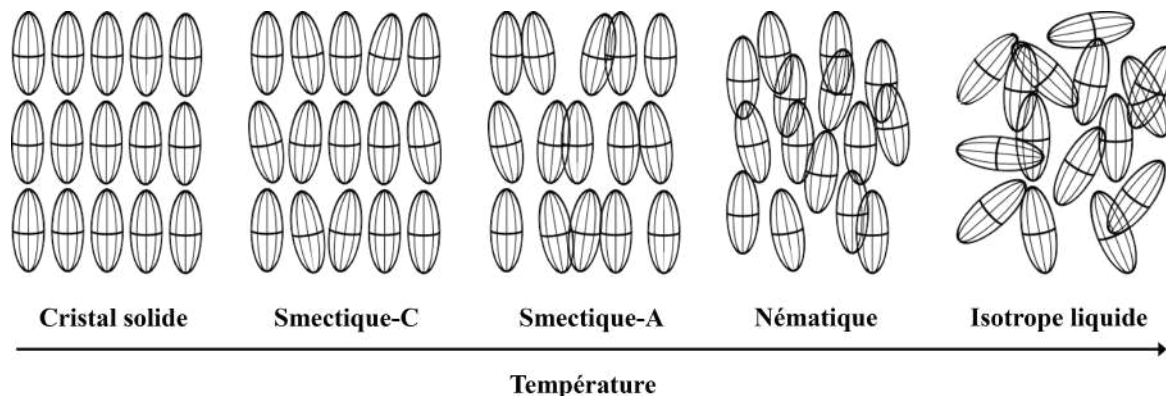 Cristal solide
Smectique-C
Smectique-A
Nématique
Isotrope liquide
Température